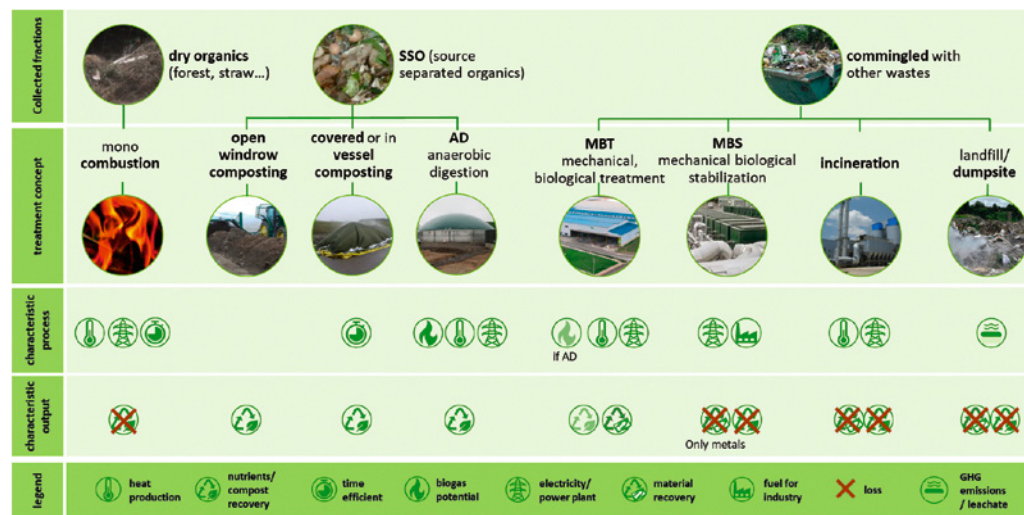 Collected fractions
dry organics
(forest, straw...)
SSO (source
separated organics)
commingled with
other wastes
treatment concept
mono
combustion
open
windrow
composting
covered or in
vessel
composting
AD
anaerobic
digestion
MBT
mechanical,
biological treatment
MBS
mechanical biological
stabilization
incineration
landfill/
dumpsite
characteristic
process
if AD
characteristic
output
Only metals
legend
heat
production
nutrients/
compost
recovery
time
efficient
biogas
potential
electricity/
power plant
material
recovery
fuel for
industry
loss
GHG
emissions
/ leachate